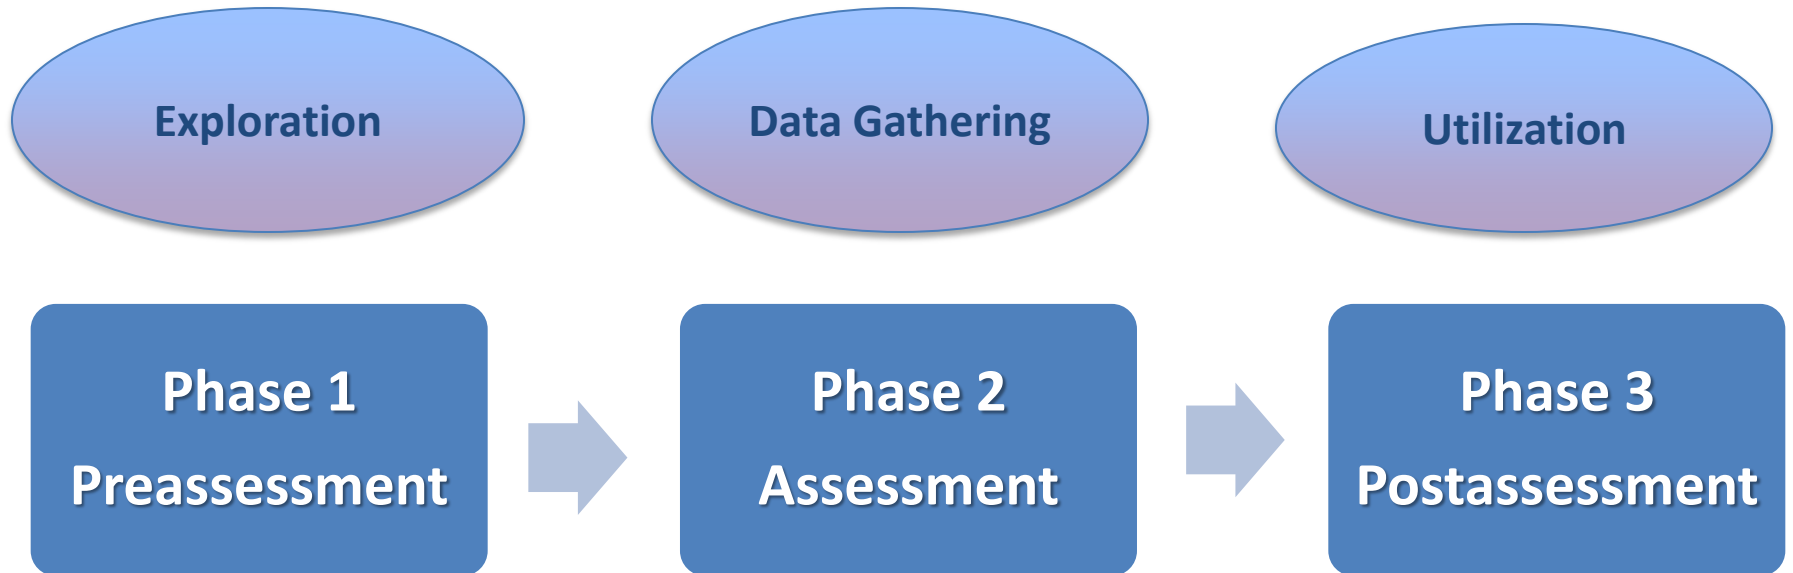 Exploration
Data Gathering
Utilization
Phase 1
Preassessment
Phase 2
Assessment
Phase 3
Postassessment